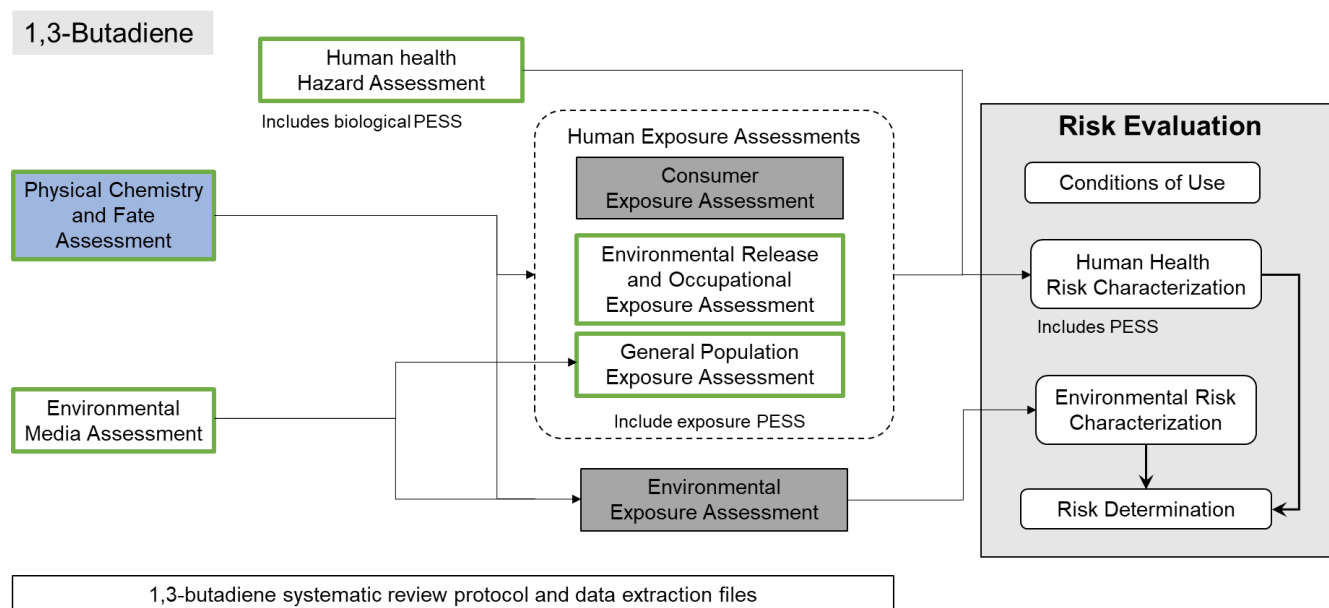 1,3-Butadiene
Human health
Hazard Assessment
Includes biological PESS
Physical Chemistry
and Fate
Assessment
Environmental
Media Assessment
Human Exposure Assessments
Consumer
Exposure Assessment
Environmental Release
and Occupational
Exposure Assessment
General Population
Exposure Assessment
Include exposure PESS
Environmental
Exposure Assessment
Risk Evaluation
Conditions of Use
Human Health
Risk Characterization
Includes PESS
Environmental Risk
Characterization
Risk Determination
1,3-butadiene systematic review protocol and data extraction files